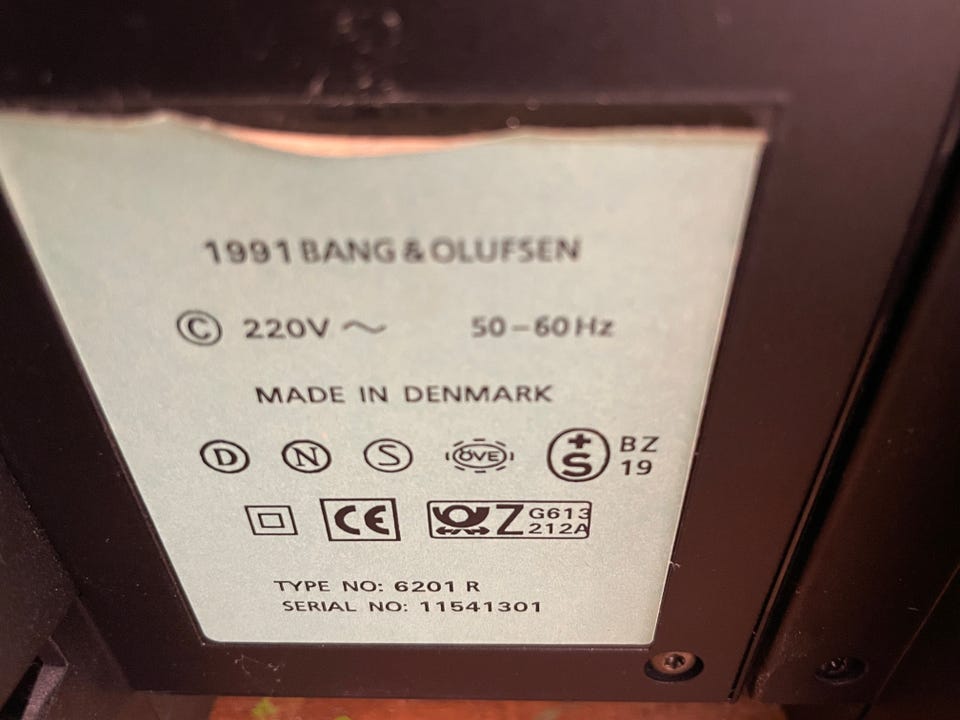 1991 BANG & OLUFSEN
© 220V ~ 50-60Hz
MADE IN DENMARK
D N S ÖVE +S BZ 19
CE Z G613 212A
TYPE NO: 6201 R
SERIAL NO: 11541301